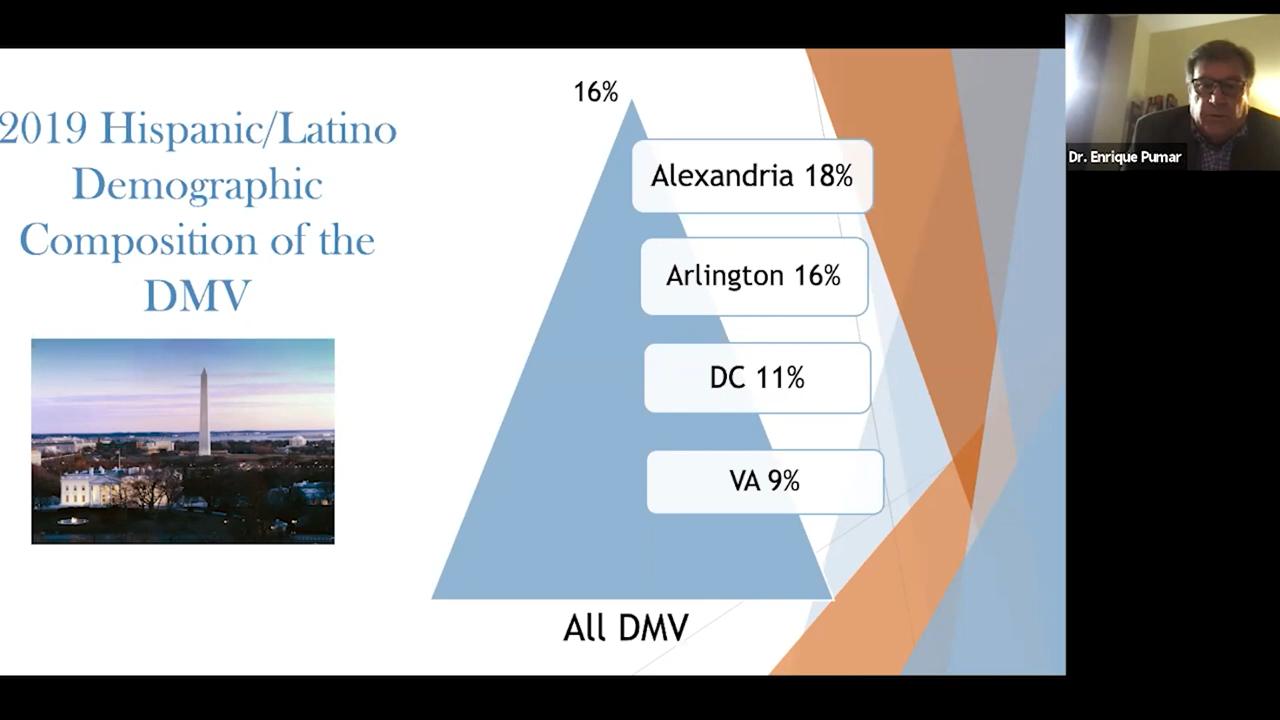 2019 Hispanic/Latino
Demographic
Composition of the
DMV
16%
Alexandria 18%
Arlington 16%
DC 11%
VA 9%
All DMV
Dr. Enrique Pumar